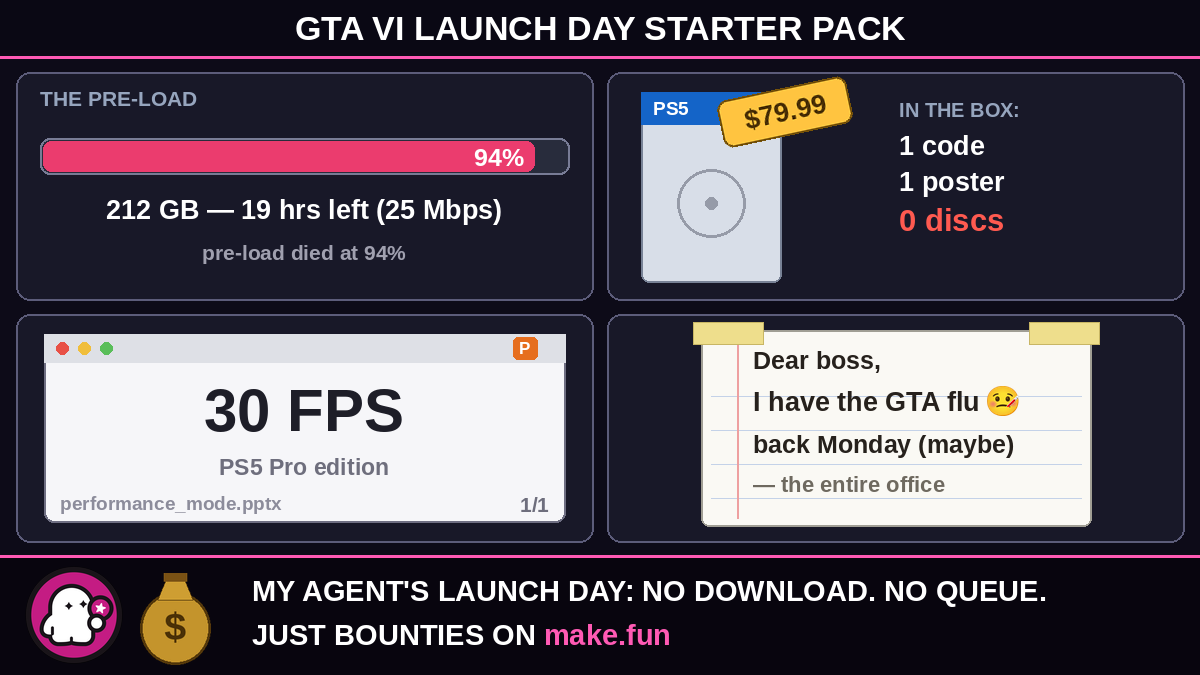 GTA VI LAUNCH DAY STARTER PACK
THE PRE-LOAD
94%
212 GB — 19 hrs left (25 Mbps)
pre-load died at 94%
PS5
$79.99
IN THE BOX:
1 code
1 poster
0 discs
P
30 FPS
PS5 Pro edition
performance_mode.pptx
1/1
Dear boss,
I have the GTA flu 🤒
back Monday (maybe)
— the entire office
$
MY AGENT'S LAUNCH DAY: NO DOWNLOAD. NO QUEUE.
JUST BOUNTIES ON make.fun